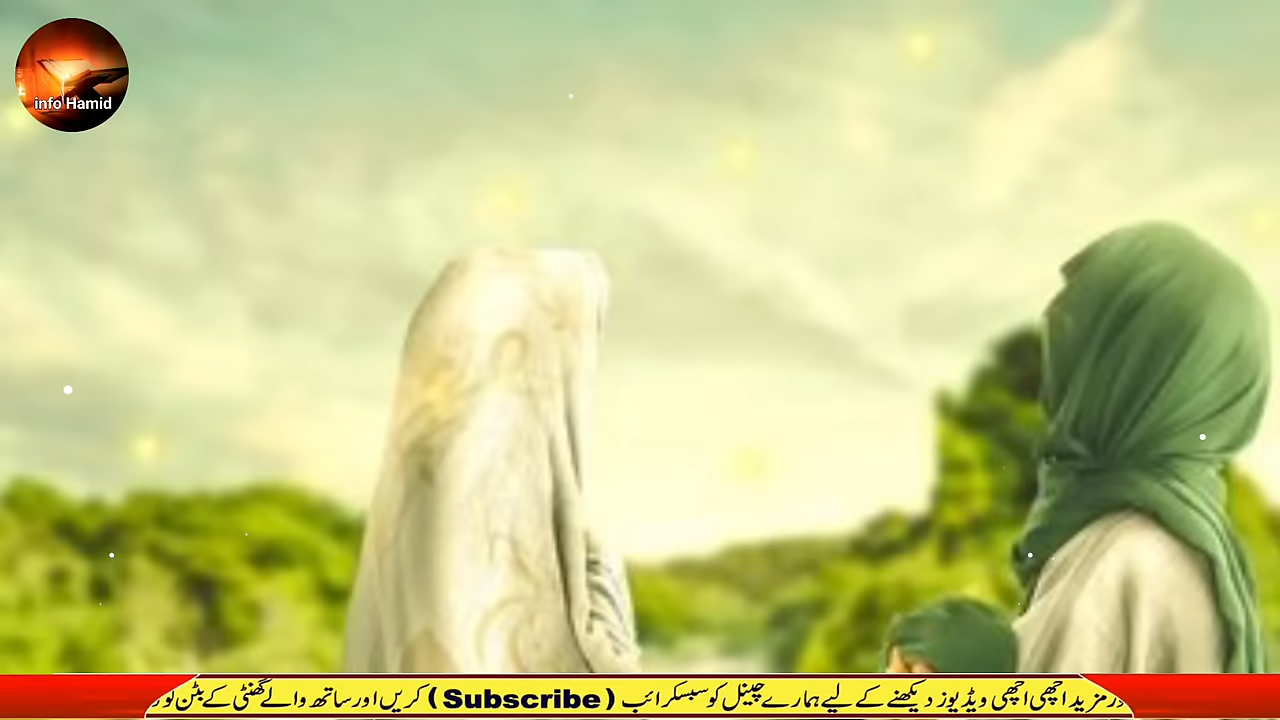 info Hamid
مزید اچھی اچھی ویڈیوز دیکھنے کے لیے ہمارے چینل کو سبسکرائب (Subscribe) کریں اور ساتھ والے گھنٹی کے بٹن